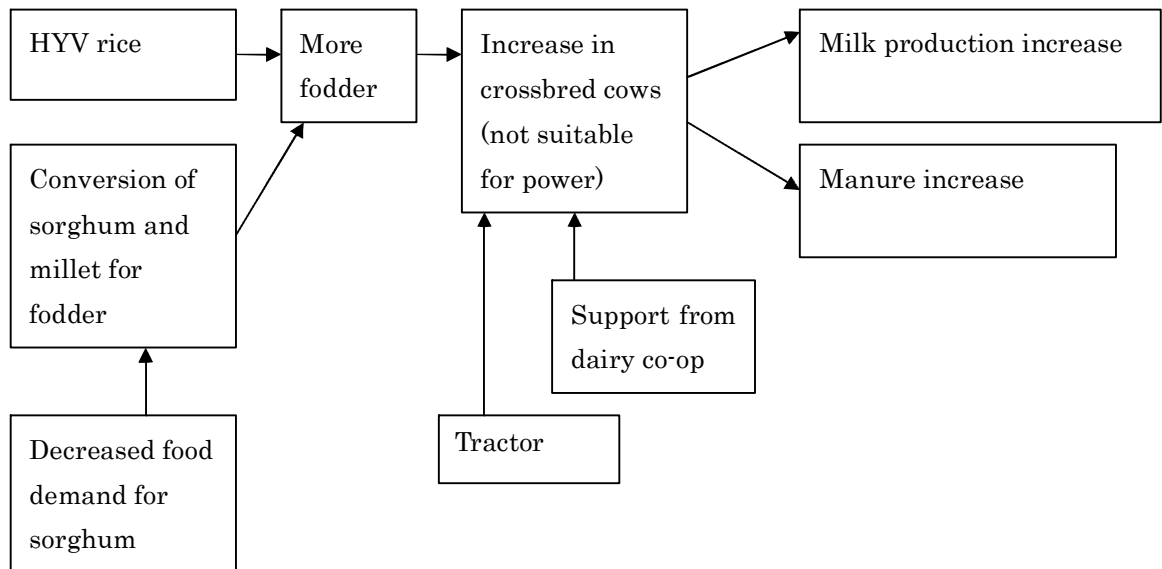 HYV rice
More
fodder
Increase in
crossbred cows
(not suitable
for power)
Milk production increase
Manure increase
Conversion of
sorghum and
millet for
fodder
Support from
dairy co-op
Tractor
Decreased food
demand for
sorghum